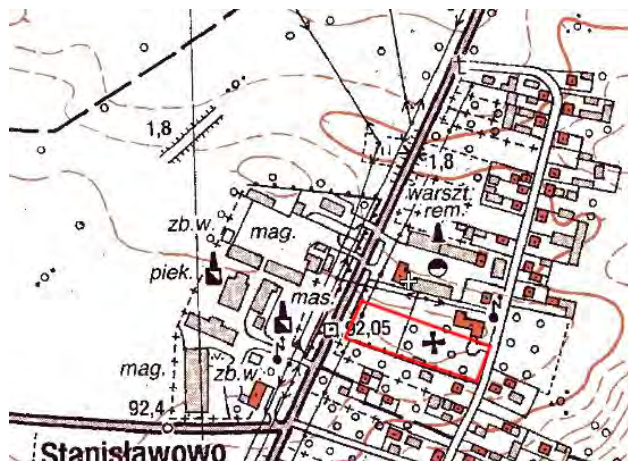 1,8
1,8
warszt.
rem.
zb.w.
mag.
piek.
mas.
92,05
mag.
zb.w.
92,4
Stanisławowo